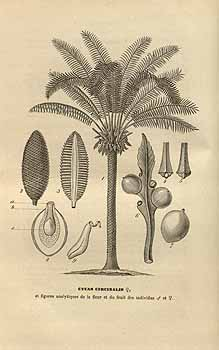 CYCAS CIRCINALIS ♀,
et figures analytiques de la fleur et du fruit des individus ♂ et ♀.